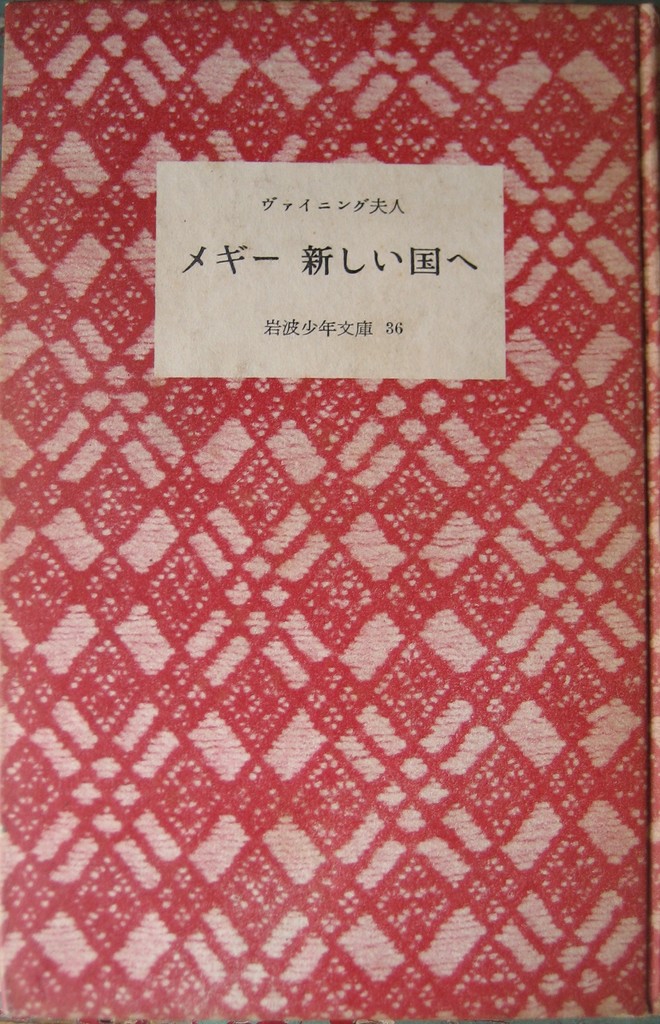 ヴァイニング夫人
メギー 新しい国へ
岩波少年文庫 36